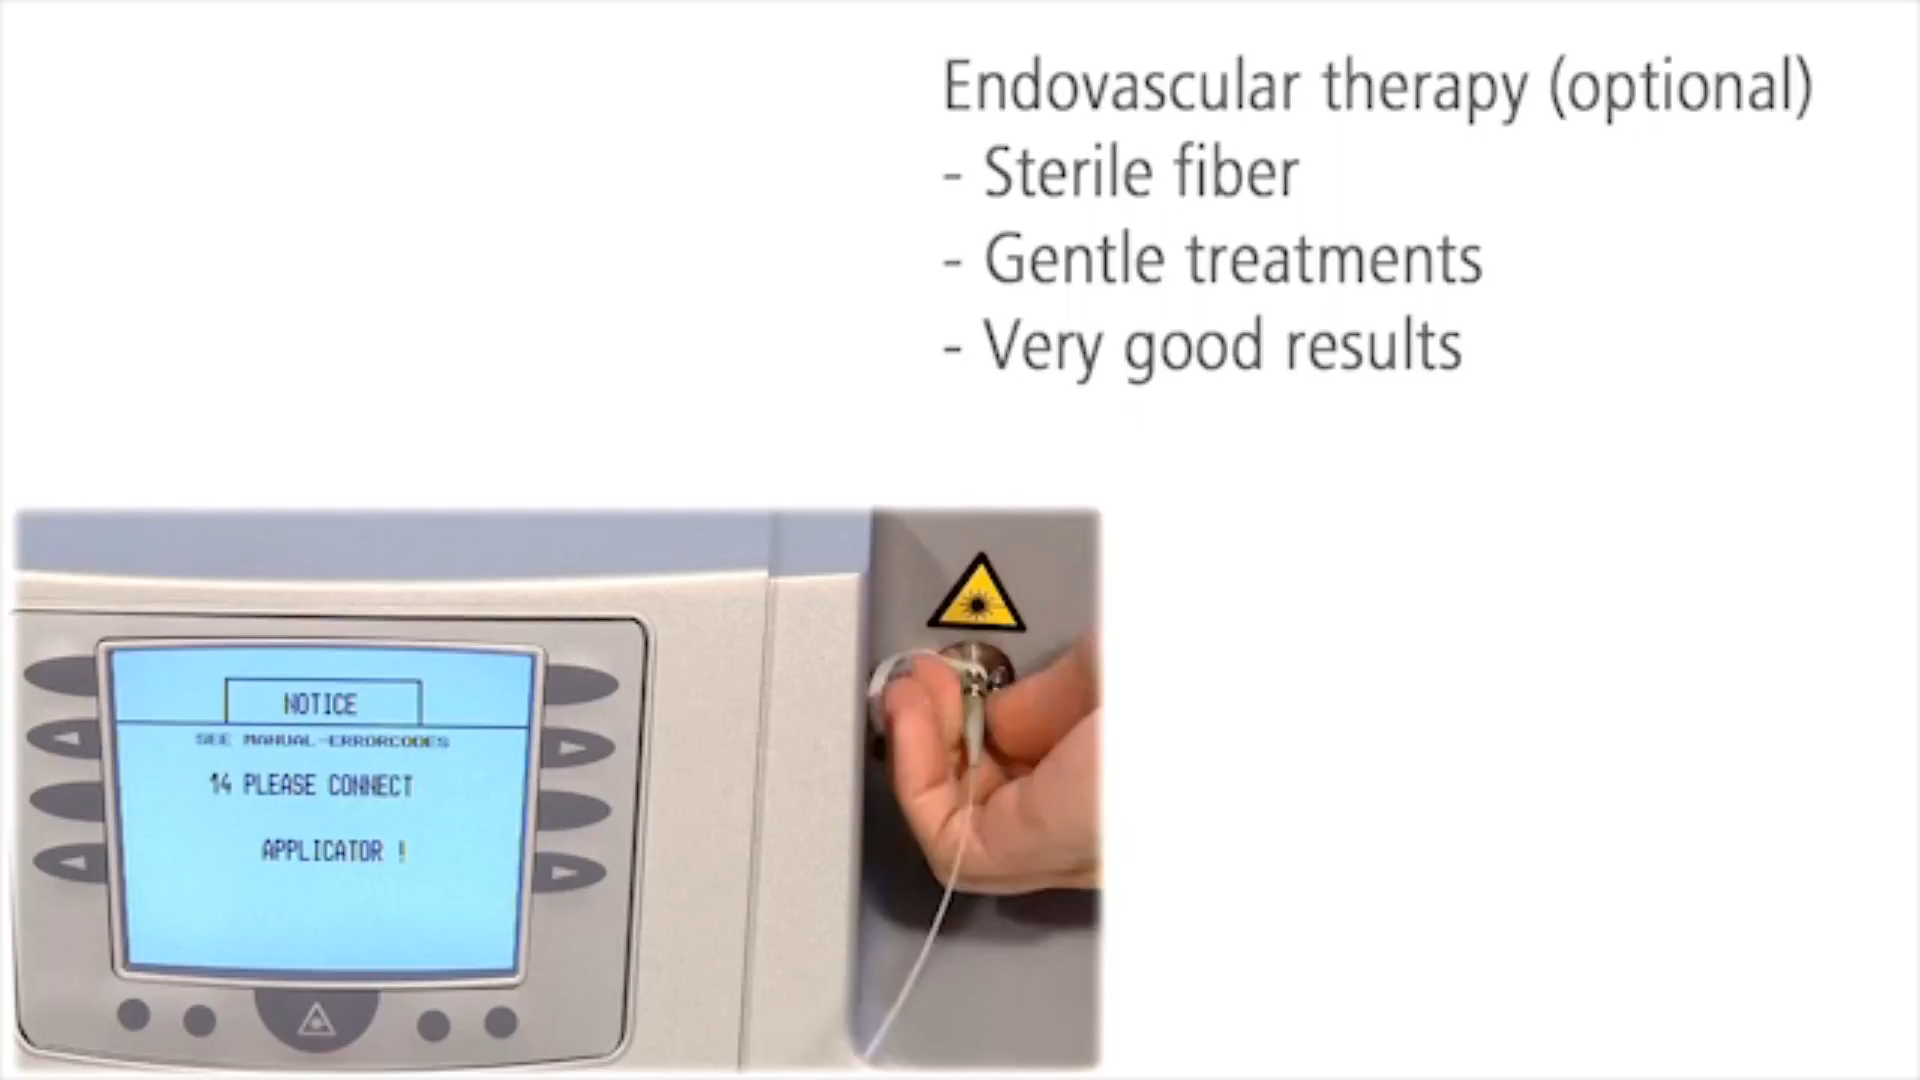 Endovascular therapy (optional)
- Sterile fiber
- Gentle treatments
- Very good results
NOTICE
SEE MANUAL-ERRORCODES
14 PLEASE CONNECT
APPLICATOR !